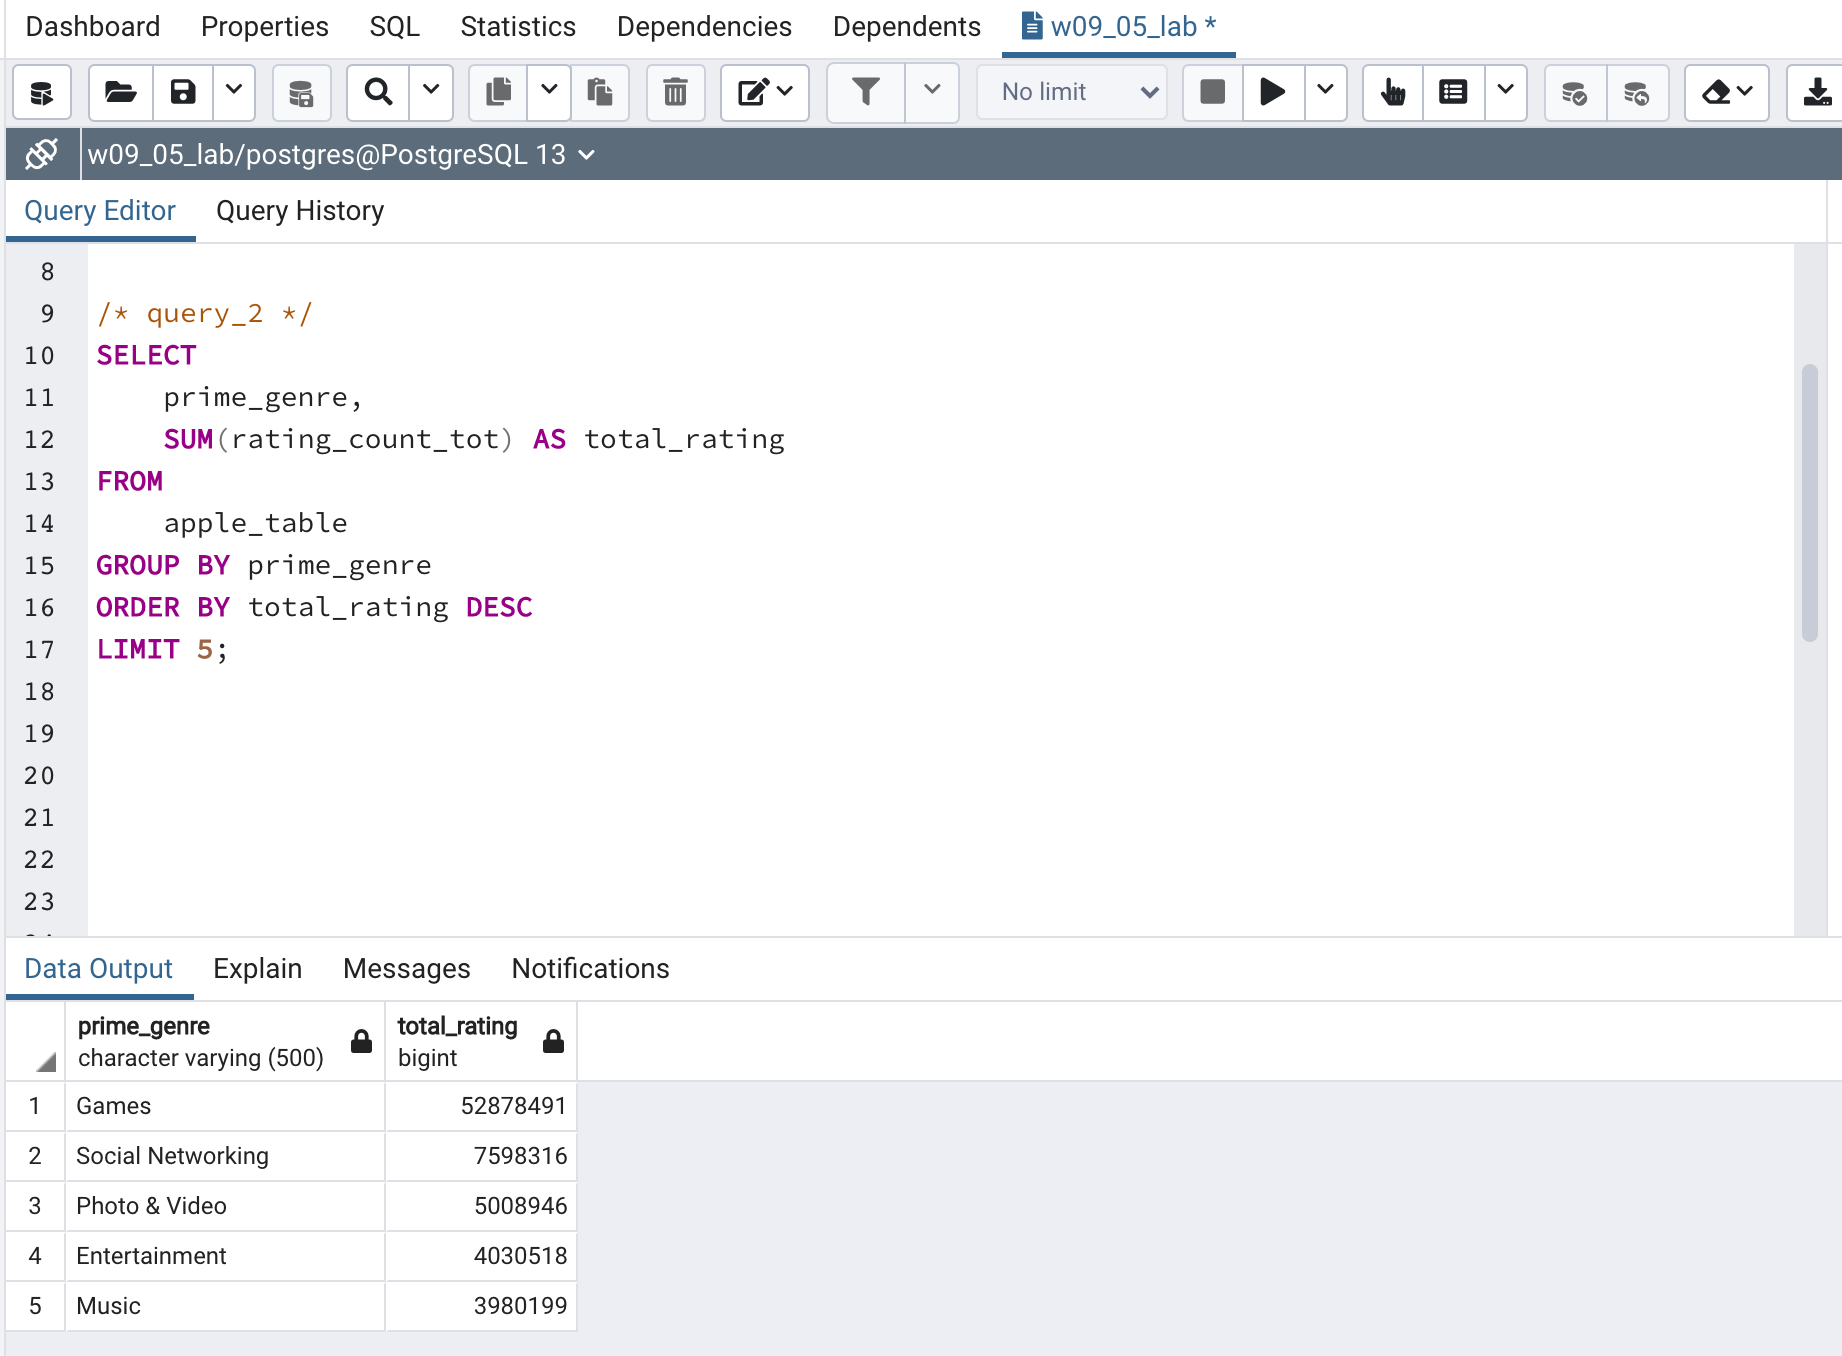 Dashboard Properties SQL Statistics Dependencies Dependents w09_05_lab *
No limit
w09_05_lab/postgres@PostgreSQL 13
Query Editor Query History
8
9 /* query_2 */
10 SELECT
11 prime_genre,
12 SUM(rating_count_tot) AS total_rating
13 FROM
14 apple_table
15 GROUP BY prime_genre
16 ORDER BY total_rating DESC
17 LIMIT 5;
18
19
20
21
22
23
Data Output Explain Messages Notifications
prime_genre total_rating
character varying (500) bigint
1 Games 52878491
2 Social Networking 7598316
3 Photo & Video 5008946
4 Entertainment 4030518
5 Music 3980199